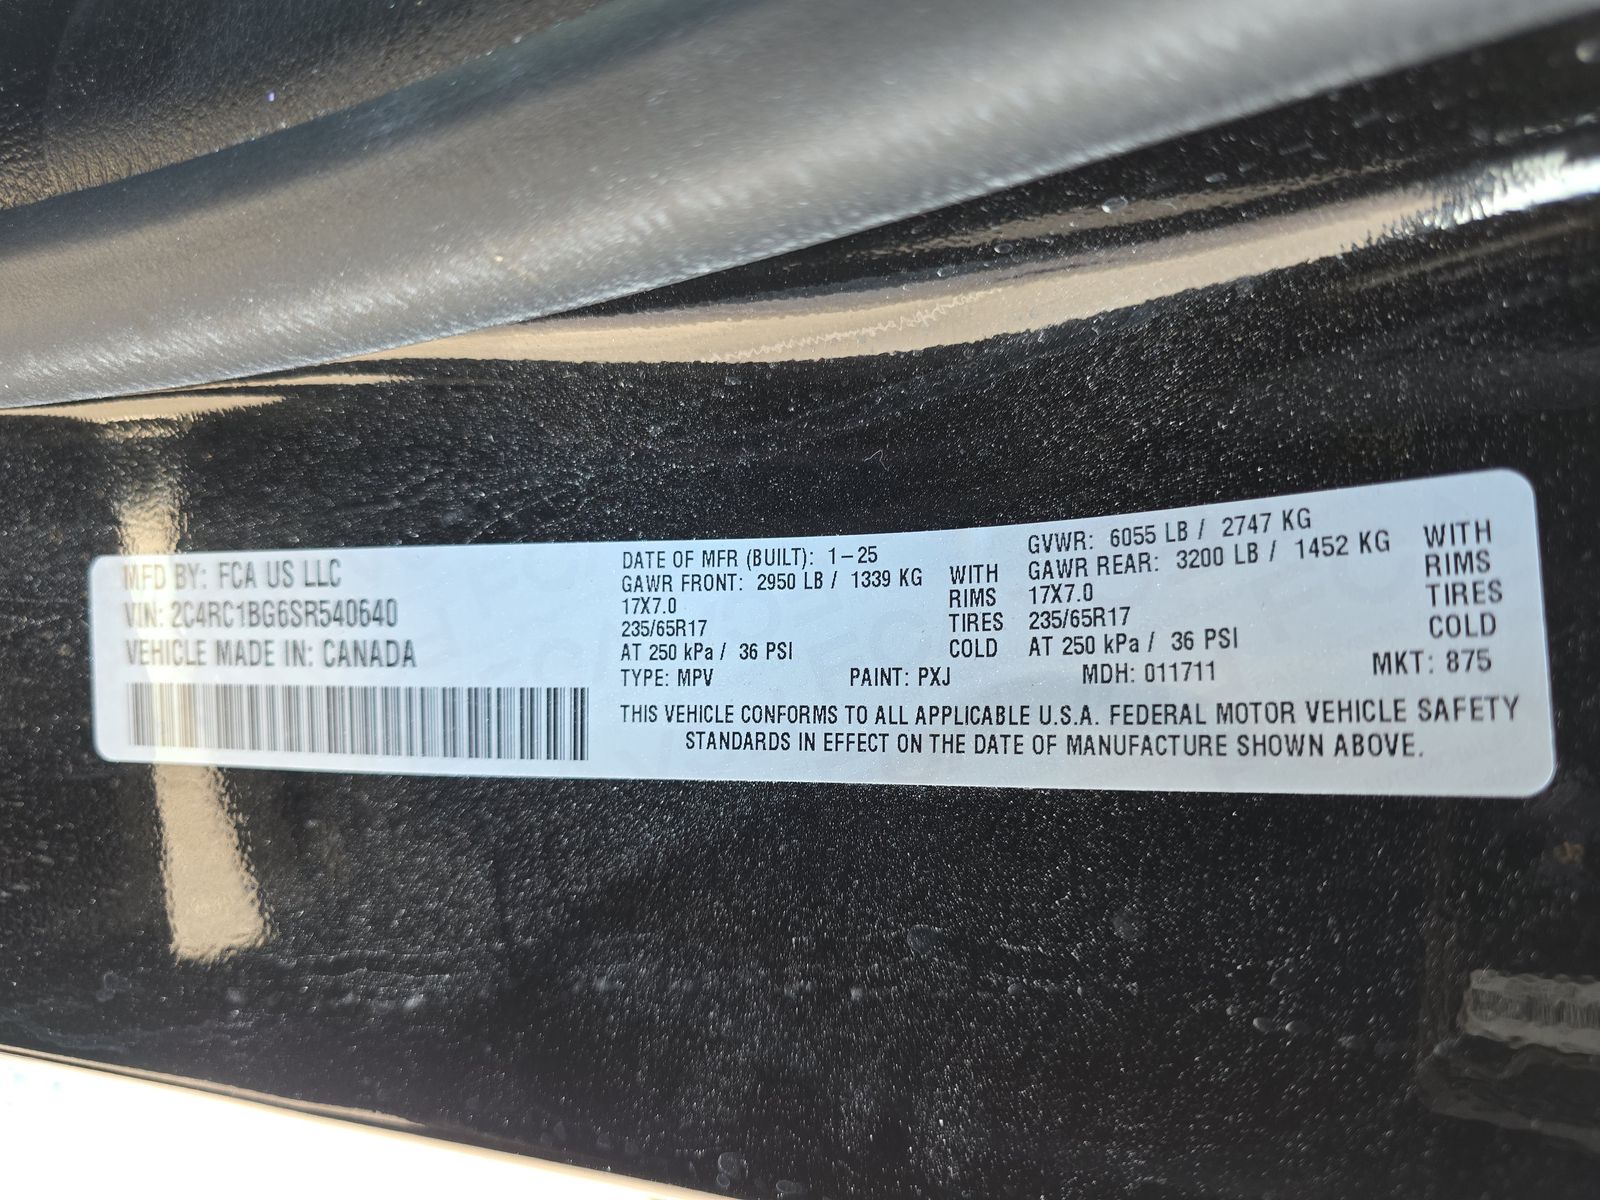 MFD BY: FCA US LLC
VIN: 2C4RC1BG6SR540640
VEHICLE MADE IN: CANADA
DATE OF MFR (BUILT): 1-25
GAWR FRONT: 2950 LB / 1339 KG WITH
17X7.0 RIMS
235/65R17 TIRES
AT 250 kPa / 36 PSI COLD
GVWR: 6055 LB / 2747 KG
GAWR REAR: 3200 LB / 1452 KG WITH
17X7.0 RIMS
235/65R17 TIRES
AT 250 kPa / 36 PSI COLD
TYPE: MPV PAINT: PXJ MDH: 011711 MKT: 875
THIS VEHICLE CONFORMS TO ALL APPLICABLE U.S.A. FEDERAL MOTOR VEHICLE SAFETY
STANDARDS IN EFFECT ON THE DATE OF MANUFACTURE SHOWN ABOVE.